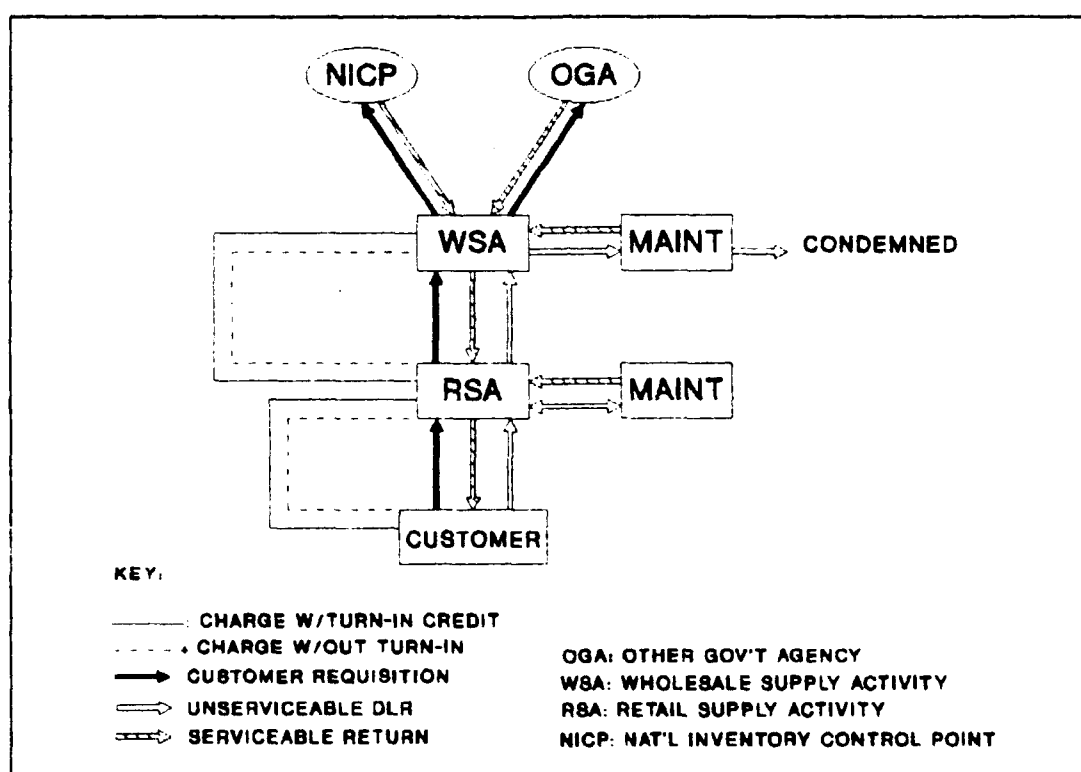 NICP OGA
WSA MAINT CONDEMNED
RSA MAINT
CUSTOMER
KEY:
CHARGE W/TURN-IN CREDIT
CHARGE W/OUT TURN-IN
CUSTOMER REQUISITION
UNSERVICEABLE DLR
SERVICEABLE RETURN
OGA: OTHER GOV'T AGENCY
WSA: WHOLESALE SUPPLY ACTIVITY
RSA: RETAIL SUPPLY ACTIVITY
NICP: NAT'L INVENTORY CONTROL POINT